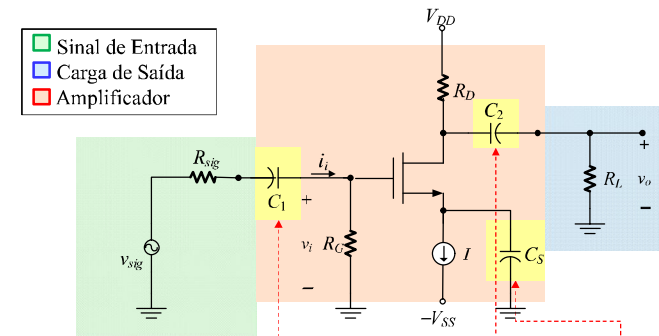 Sinal de Entrada
Carga de Saída
Amplificador
V_DD
R_D
C_2
R_sig
i_i
C_1
+
+
R_L
v_o
v_sig
v_i
R_G
I
C_S
−
−
−V_SS